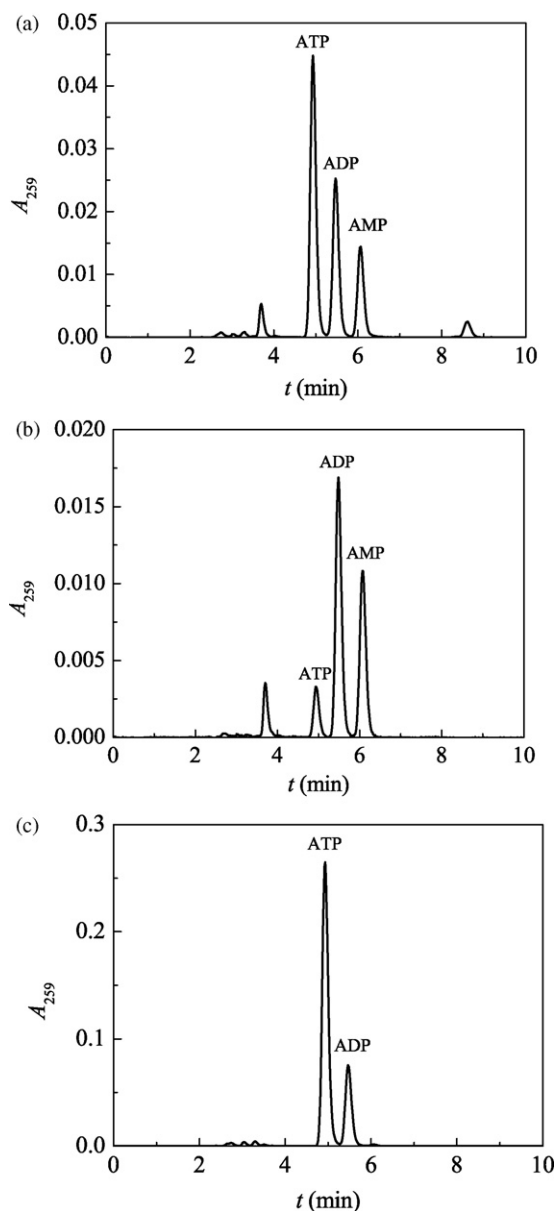 (a)
0.05
0.04
0.03
0.02
0.01
0.00
A259
ATP
ADP
AMP
0 2 4 6 8 10
t (min)
(b)
0.020
0.015
0.010
0.005
0.000
A259
ADP
AMP
ATP
0 2 4 6 8 10
t (min)
(c)
0.3
0.2
0.1
0.0
A259
ATP
ADP
0 2 4 6 8 10
t (min)